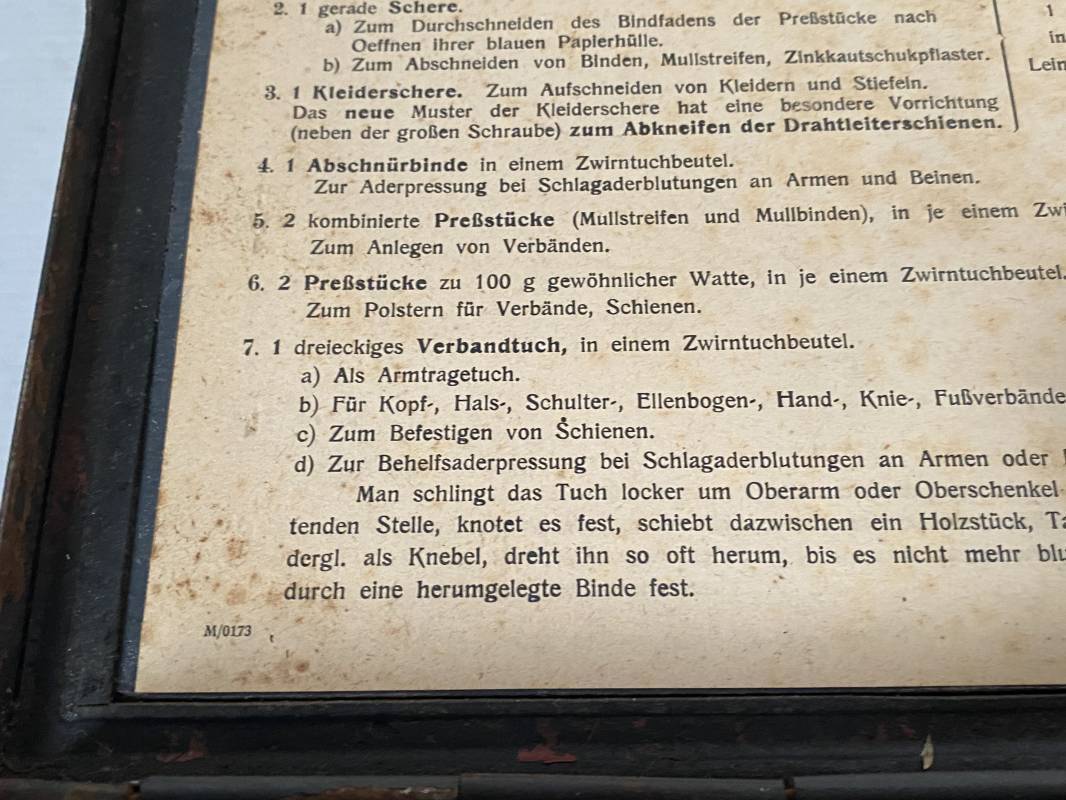 2. 1 gerade Schere.
a) Zum Durchschneiden des Bindfadens der Preßstücke nach
Oeffnen ihrer blauen Papierhülle.
b) Zum Abschneiden von Binden, Mullstreifen, Zinkkautschukpflaster.
1
in
Lein
3. 1 Kleiderschere. Zum Aufschneiden von Kleidern und Stiefeln.
Das neue Muster der Kleiderschere hat eine besondere Vorrichtung
(neben der großen Schraube) zum Abkneifen der Drahtleiterschienen.
4. 1 Abschnürbinde in einem Zwirntuchbeutel.
Zur Aderpressung bei Schlagaderblutungen an Armen und Beinen.
5. 2 kombinierte Preßstücke (Mullstreifen und Mullbinden), in je einem Zwi
Zum Anlegen von Verbänden.
6. 2 Preßstücke zu 100 g gewöhnlicher Watte, in je einem Zwirntuchbeutel.
Zum Polstern für Verbände, Schienen.
7. 1 dreieckiges Verbandtuch, in einem Zwirntuchbeutel.
a) Als Armtragetuch.
b) Für Kopf-, Hals-, Schulter-, Ellenbogen-, Hand-, Knie-, Fußverbände
c) Zum Befestigen von Schienen.
d) Zur Behelfsaderpressung bei Schlagaderblutungen an Armen oder
Man schlingt das Tuch locker um Oberarm oder Oberschenkel
tenden Stelle, knotet es fest, schiebt dazwischen ein Holzstück, Ta
dergl. als Knebel, dreht ihn so oft herum, bis es nicht mehr blu
durch eine herumgelegte Binde fest.
M/0173